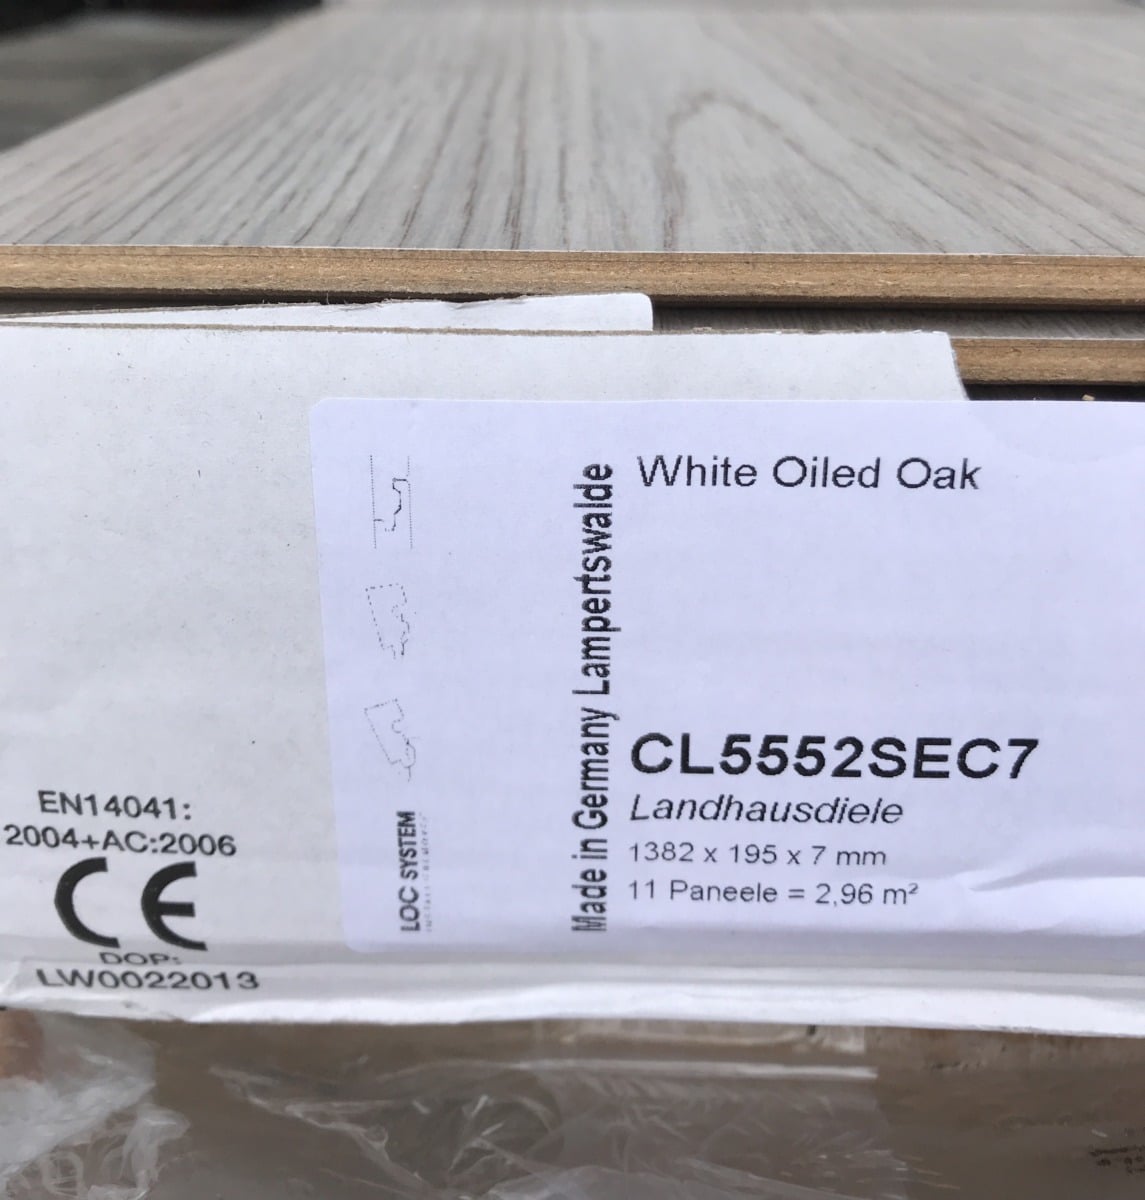 White Oiled Oak
Made in Germany Lampertswalde
CL5552SEC7
Landhausdiele
1382 x 195 x 7 mm
11 Paneele = 2,96 m²
LOC SYSTEM
EN14041:
2004+AC:2006
CE
DOP:
LW0022013